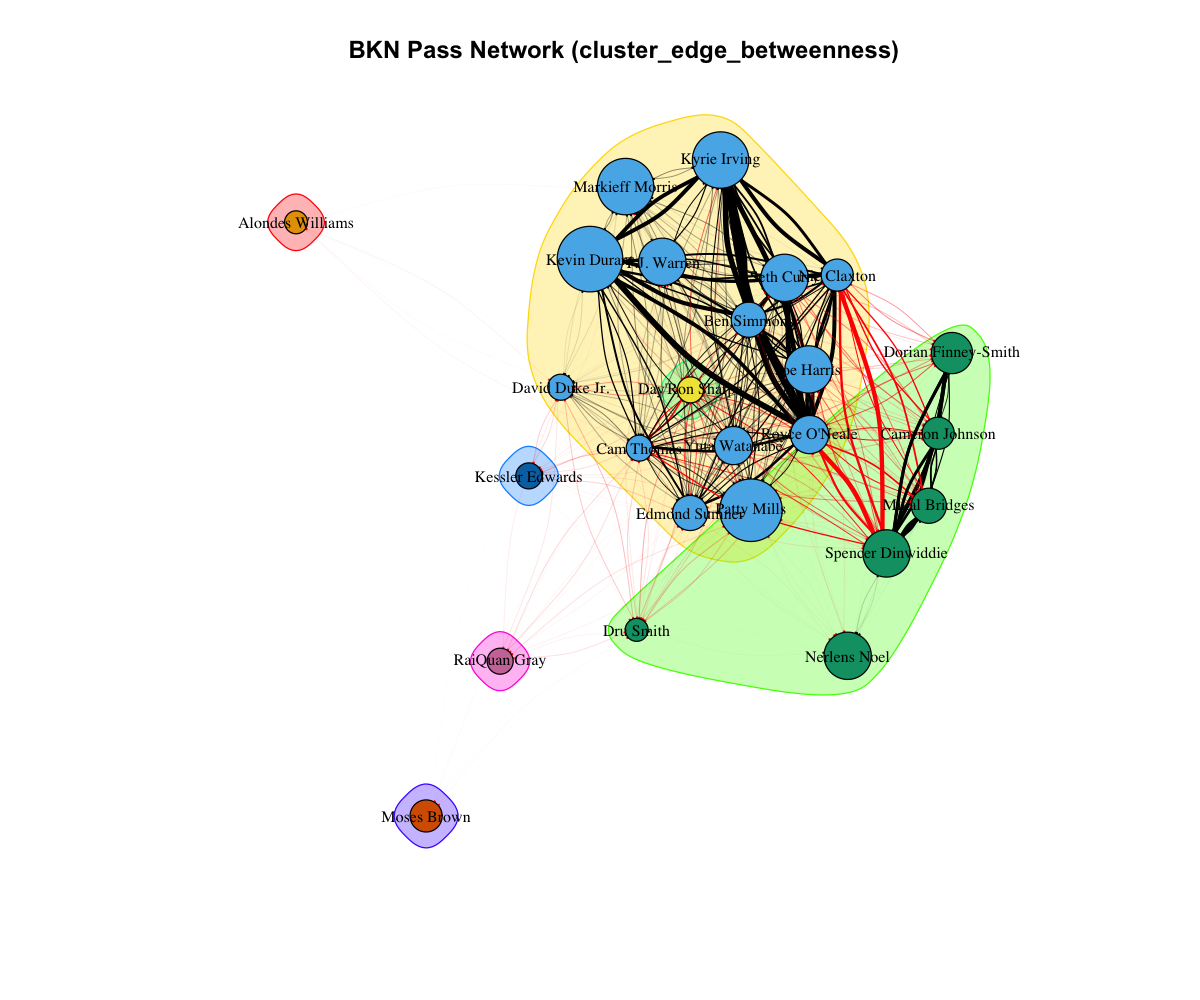 BKN Pass Network (cluster_edge_betweenness)
Kyrie Irving
Markieff Morris
Alondes Williams
Kevin Durant
T.J. Warren
Seth Curry
Nic Claxton
Ben Simmons
Dorian Finney-Smith
Joe Harris
David Duke Jr.
Day'Ron Sharpe
Royce O'Neale
Cameron Johnson
Cam Thomas
Yuta Watanabe
Kessler Edwards
Mikal Bridges
Edmond Sumner
Patty Mills
Spencer Dinwiddie
Dru Smith
RaiQuan Gray
Nerlens Noel
Moses Brown